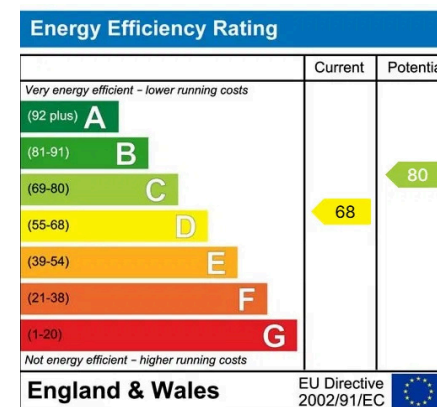 Energy Efficiency Rating
Current Potentia
Very energy efficient – lower running costs
(92 plus) A
(81-91) B
(69-80) C
80
(55-68) D
68
(39-54) E
(21-38) F
(1-20) G
Not energy efficient – higher running costs
England & Wales
EU Directive
2002/91/EC